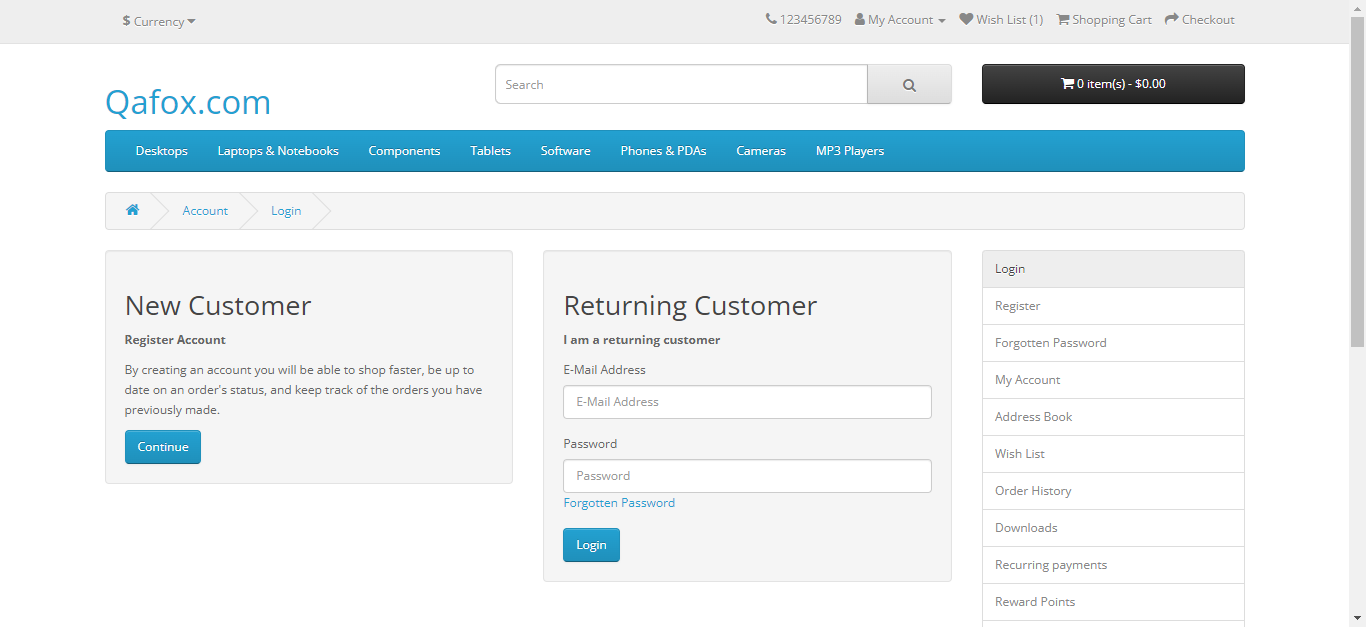 $ Currency
123456789 My Account Wish List (1) Shopping Cart Checkout
Qafox.com
Search
0 item(s) - $0.00
Desktops Laptops & Notebooks Components Tablets Software Phones & PDAs Cameras MP3 Players
Account Login
New Customer
Register Account
By creating an account you will be able to shop faster, be up to
date on an order's status, and keep track of the orders you have
previously made.
Continue
Returning Customer
I am a returning customer
E-Mail Address
E-Mail Address
Password
Password
Forgotten Password
Login
Login
Register
Forgotten Password
My Account
Address Book
Wish List
Order History
Downloads
Recurring payments
Reward Points